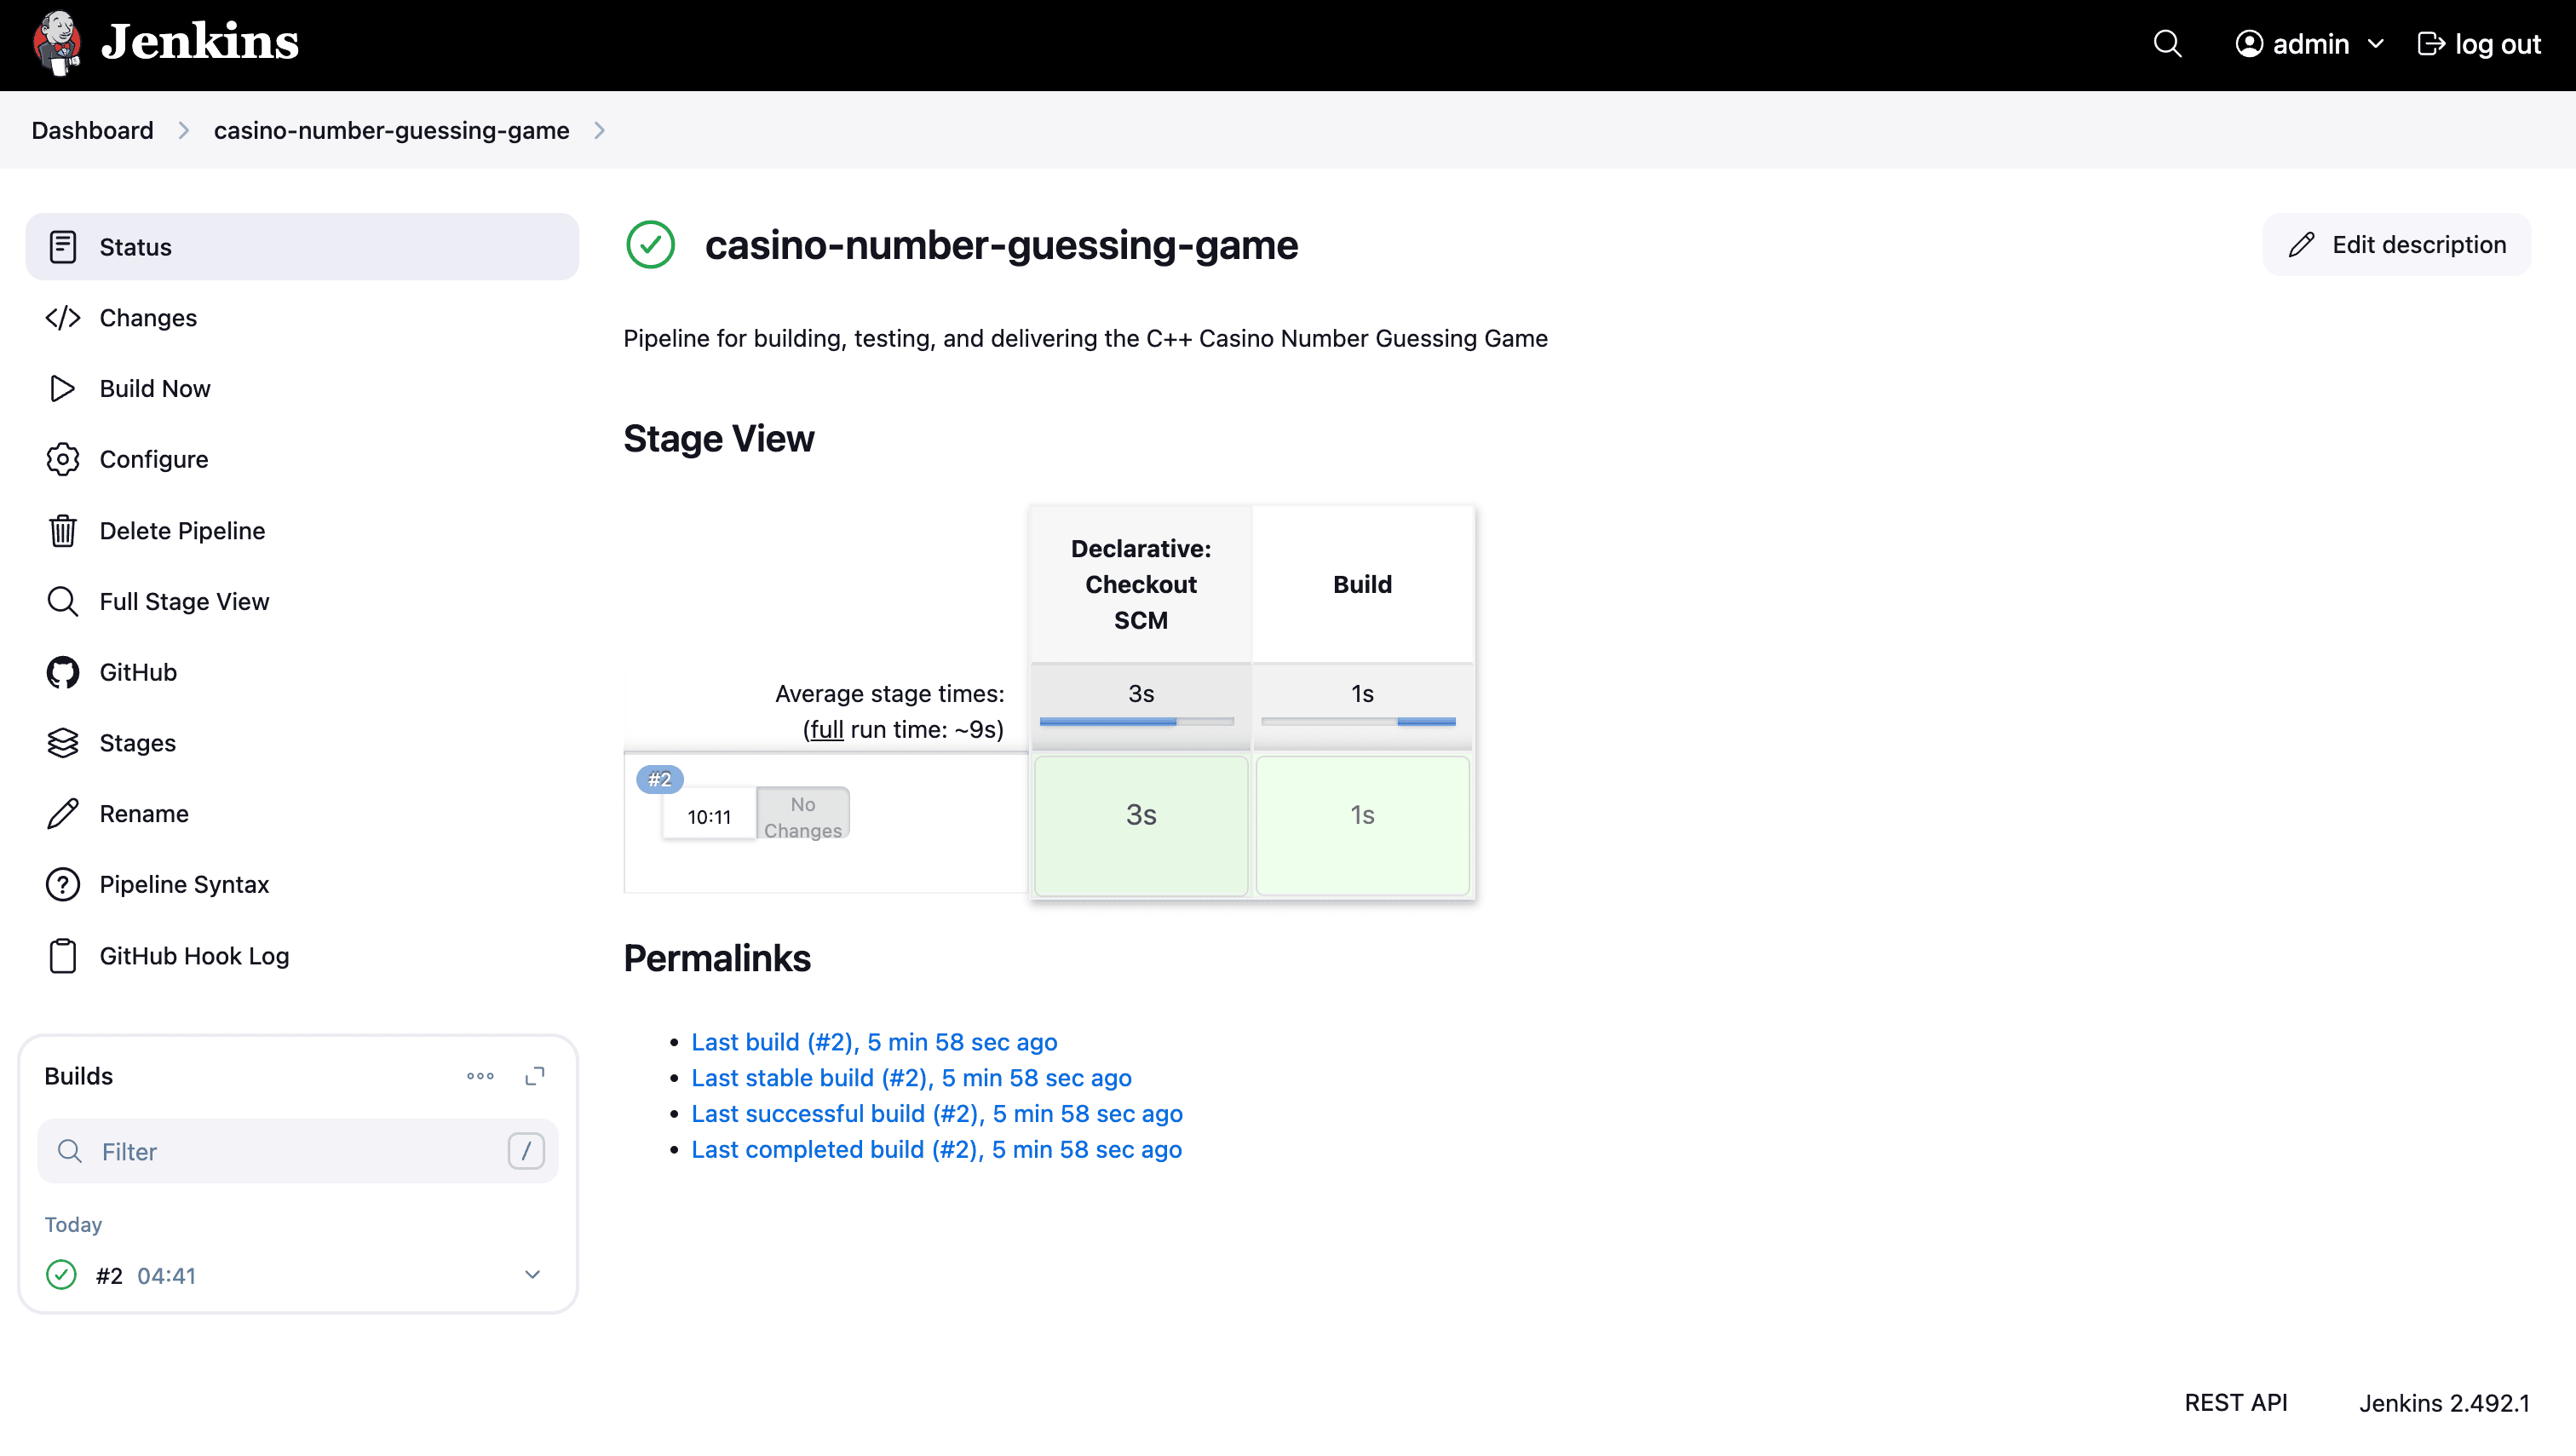 Jenkins
admin
log out
Dashboard
casino-number-guessing-game
Status
Changes
Build Now
Configure
Delete Pipeline
Full Stage View
GitHub
Stages
Rename
Pipeline Syntax
GitHub Hook Log
Builds
Filter
/
Today
#2 04:41
casino-number-guessing-game
Edit description
Pipeline for building, testing, and delivering the C++ Casino Number Guessing Game
Stage View
Declarative:
Checkout
SCM
Build
Average stage times:
(full run time: ~9s)
3s
1s
#2
10:11
No
Changes
3s
1s
Permalinks
Last build (#2), 5 min 58 sec ago
Last stable build (#2), 5 min 58 sec ago
Last successful build (#2), 5 min 58 sec ago
Last completed build (#2), 5 min 58 sec ago
REST API
Jenkins 2.492.1